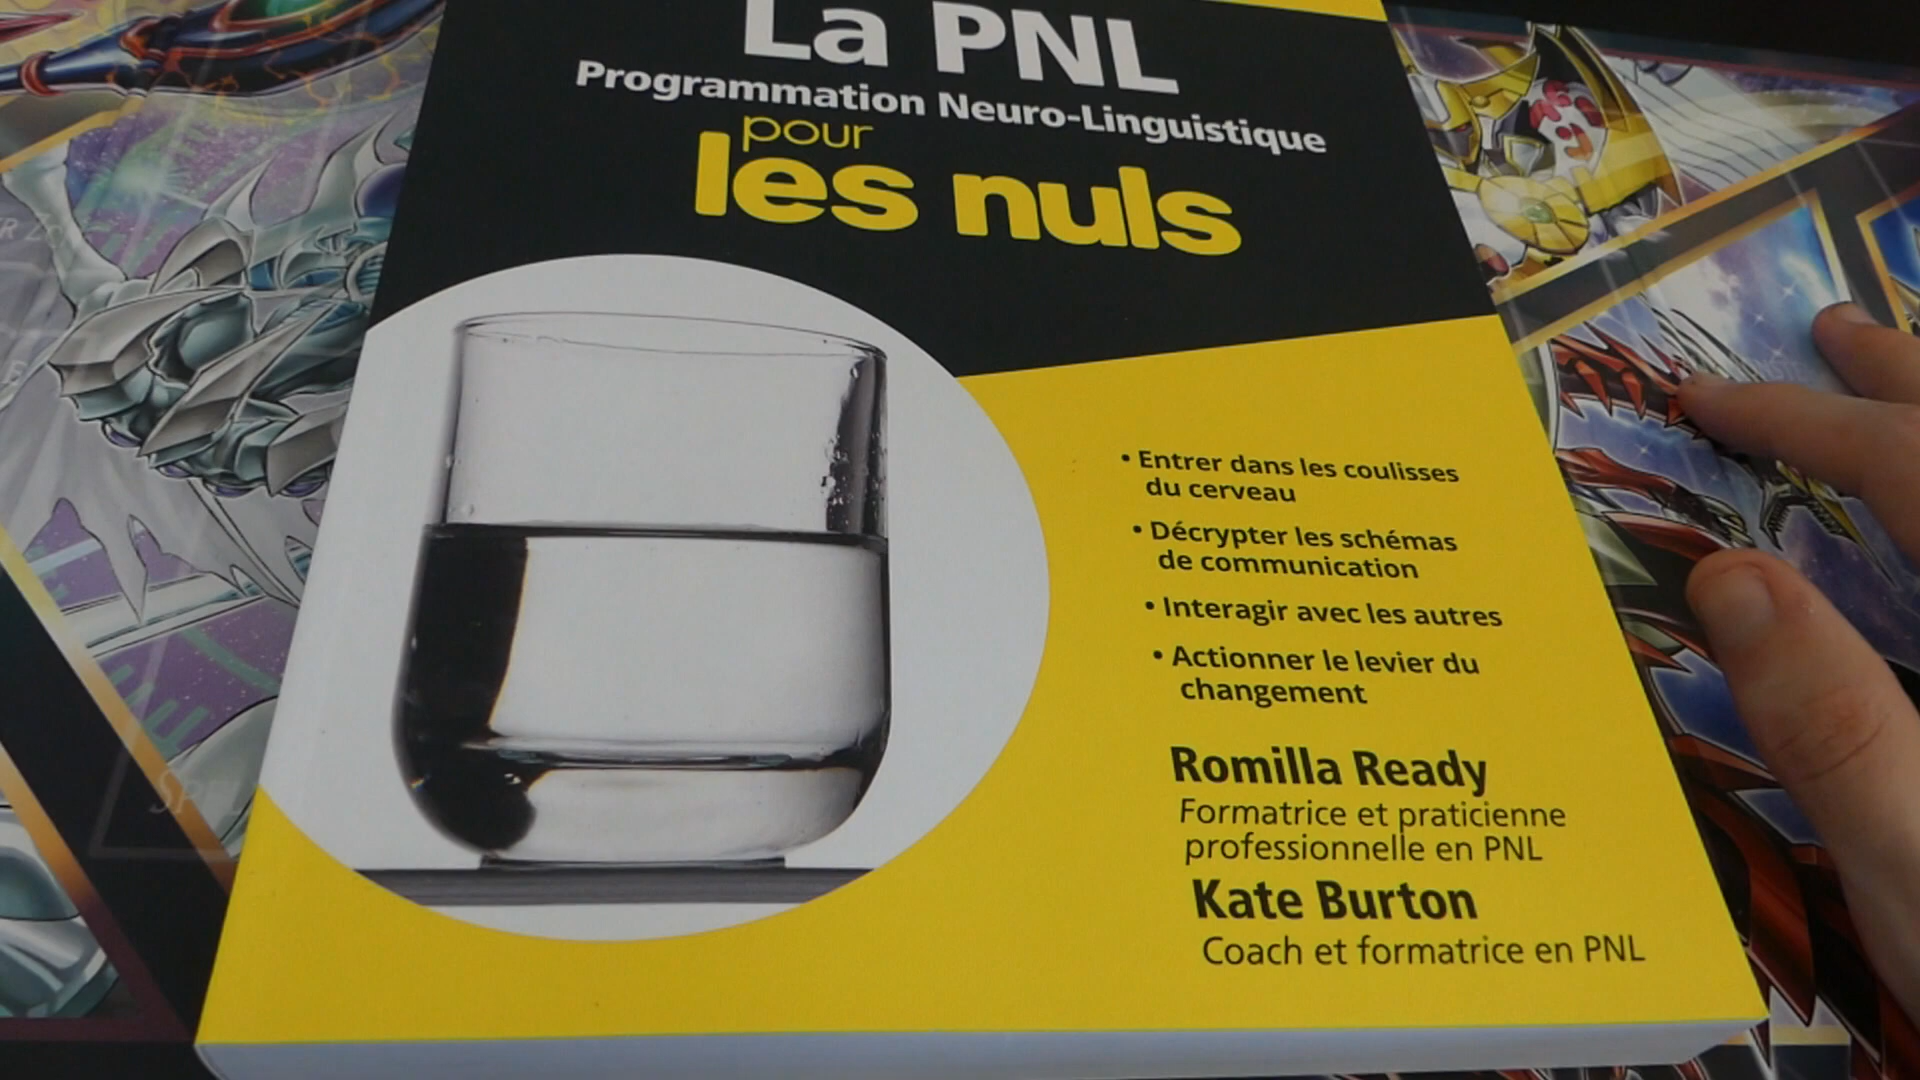 La PNL
Programmation Neuro-Linguistique
pour
les nuls
• Entrer dans les coulisses
du cerveau
• Décrypter les schémas
de communication
• Interagir avec les autres
• Actionner le levier du
changement
Romilla Ready
Formatrice et praticienne
professionnelle en PNL
Kate Burton
Coach et formatrice en PNL